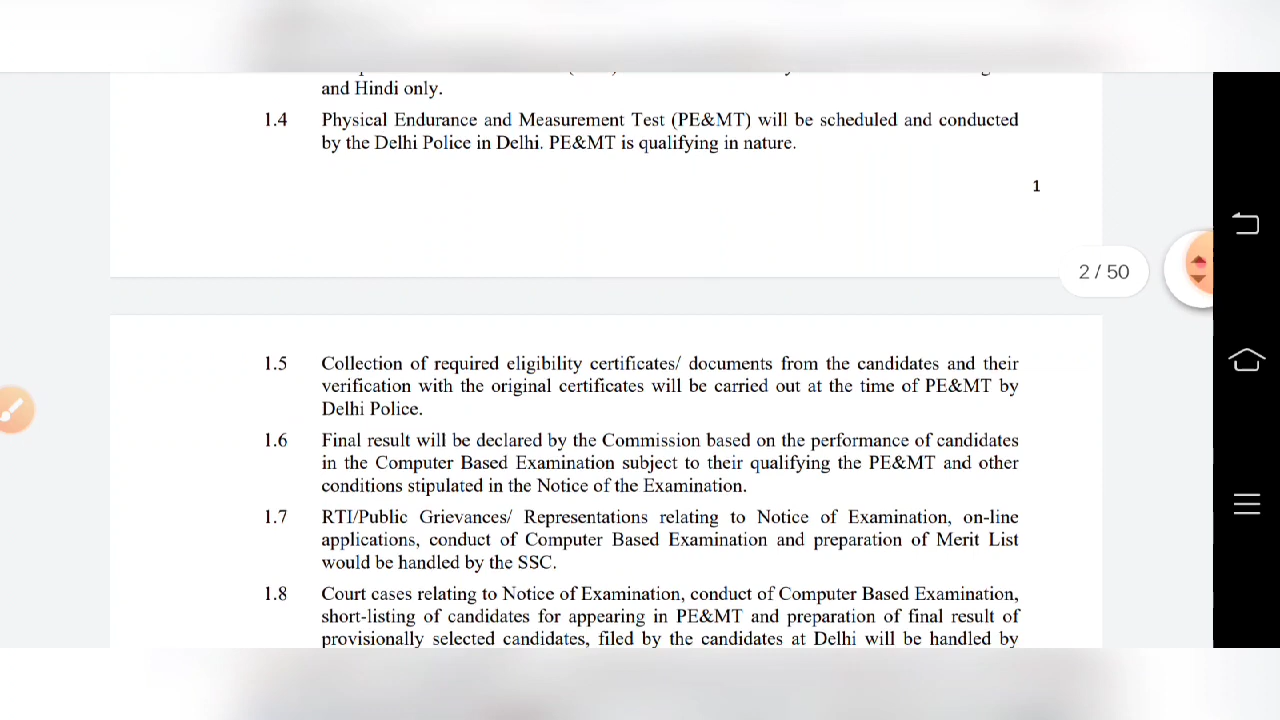 and Hindi only.
1.4 Physical Endurance and Measurement Test (PE&MT) will be scheduled and conducted
by the Delhi Police in Delhi. PE&MT is qualifying in nature.
1
2 / 50
1.5 Collection of required eligibility certificates/ documents from the candidates and their
verification with the original certificates will be carried out at the time of PE&MT by
Delhi Police.
1.6 Final result will be declared by the Commission based on the performance of candidates
in the Computer Based Examination subject to their qualifying the PE&MT and other
conditions stipulated in the Notice of the Examination.
1.7 RTI/Public Grievances/ Representations relating to Notice of Examination, on-line
applications, conduct of Computer Based Examination and preparation of Merit List
would be handled by the SSC.
1.8 Court cases relating to Notice of Examination, conduct of Computer Based Examination,
short-listing of candidates for appearing in PE&MT and preparation of final result of
provisionally selected candidates, filed by the candidates at Delhi will be handled by